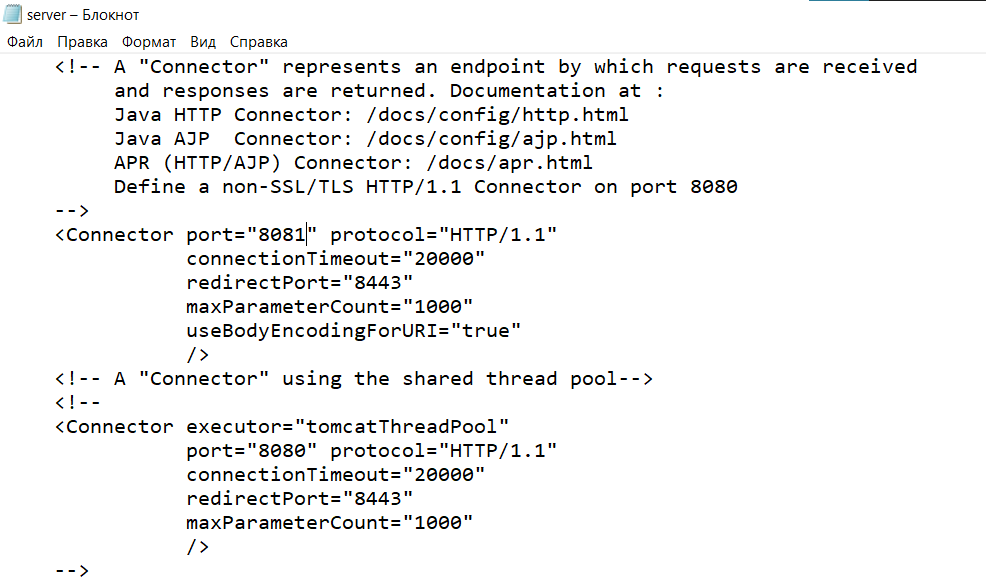 server – Блокнот
Файл Правка Формат Вид Справка
<!-- A "Connector" represents an endpoint by which requests are received
and responses are returned. Documentation at :
Java HTTP Connector: /docs/config/http.html
Java AJP  Connector: /docs/config/ajp.html
APR (HTTP/AJP) Connector: /docs/apr.html
Define a non-SSL/TLS HTTP/1.1 Connector on port 8080
-->
<Connector port="8081" protocol="HTTP/1.1"
connectionTimeout="20000"
redirectPort="8443"
maxParameterCount="1000"
useBodyEncodingForURI="true"
/>
<!-- A "Connector" using the shared thread pool-->
<!--
<Connector executor="tomcatThreadPool"
port="8080" protocol="HTTP/1.1"
connectionTimeout="20000"
redirectPort="8443"
maxParameterCount="1000"
/>
-->